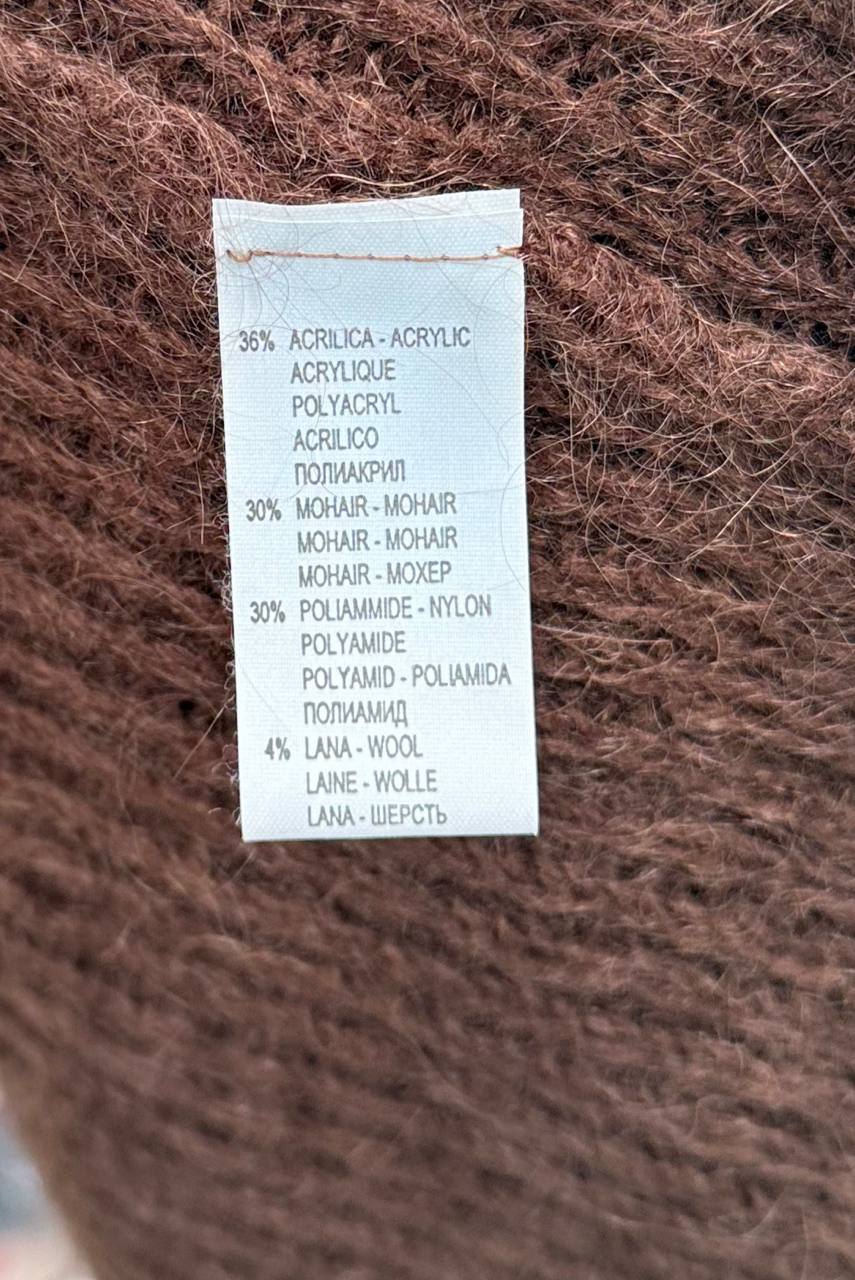 36% ACRILICA - ACRYLIC
ACRYLIQUE
POLYACRYL
ACRILICO
ПОЛИАКРИЛ
30% MOHAIR - MOHAIR
MOHAIR - MOHAIR
MOHAIR - МОХЕР
30% POLIAMMIDE - NYLON
POLYAMIDE
POLYAMID - POLIAMIDA
ПОЛИАМИД
4% LANA - WOOL
LAINE - WOLLE
LANA - ШЕРСТЬ